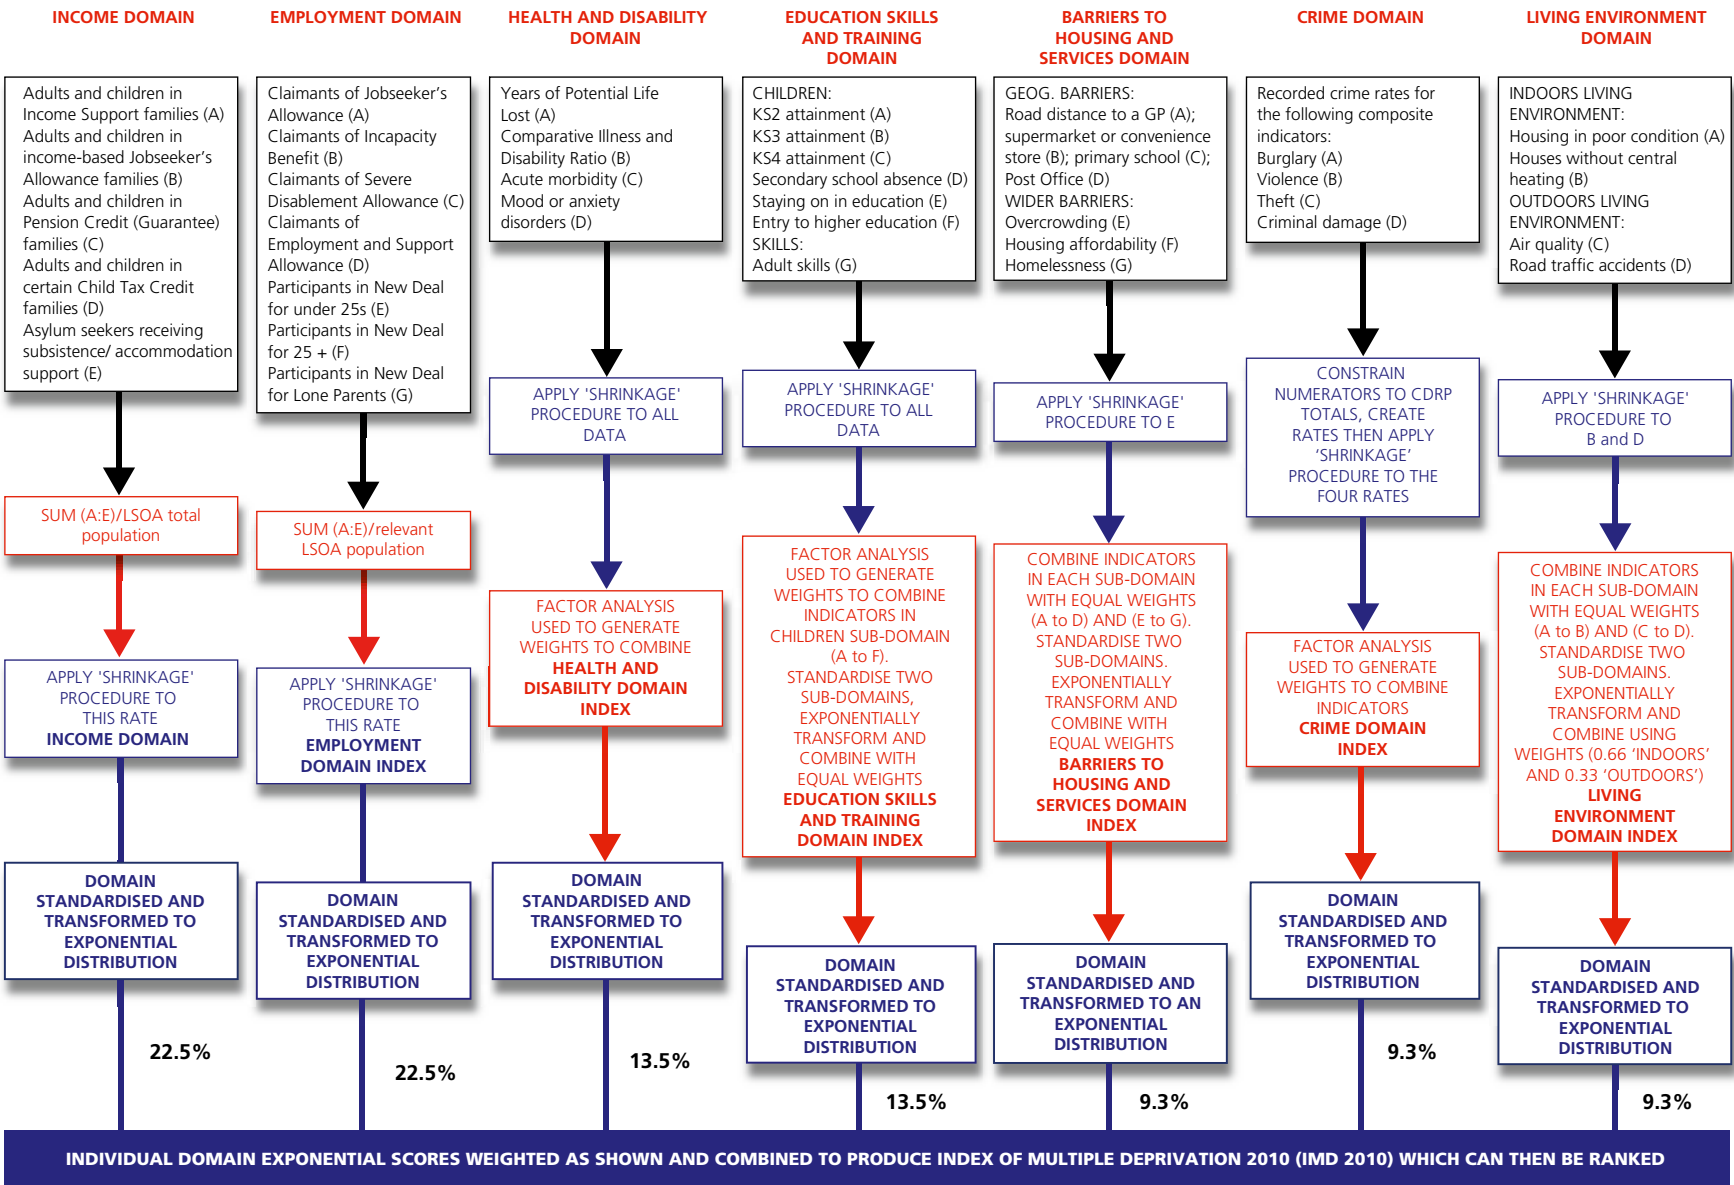 INCOME DOMAIN
Adults and children in
Income Support families (A)
Adults and children in
income-based Jobseeker's
Allowance families (B)
Adults and children in
Pension Credit (Guarantee)
families (C)
Adults and children in
certain Child Tax Credit
families (D)
Asylum seekers receiving
subsistence/ accommodation
support (E)
SUM (A:E)/LSOA total
population
APPLY 'SHRINKAGE'
PROCEDURE TO
THIS RATE
INCOME DOMAIN
DOMAIN
STANDARDISED AND
TRANSFORMED TO
EXPONENTIAL
DISTRIBUTION
22.5%
EMPLOYMENT DOMAIN
Claimants of Jobseeker's
Allowance (A)
Claimants of Incapacity
Benefit (B)
Claimants of Severe
Disablement Allowance (C)
Claimants of
Employment and Support
Allowance (D)
Participants in New Deal
for under 25s (E)
Participants in New Deal
for 25 + (F)
Participants in New Deal
for Lone Parents (G)
SUM (A:E)/relevant
LSOA population
APPLY 'SHRINKAGE'
PROCEDURE TO
THIS RATE
EMPLOYMENT
DOMAIN INDEX
DOMAIN
STANDARDISED AND
TRANSFORMED TO
EXPONENTIAL
DISTRIBUTION
22.5%
HEALTH AND DISABILITY
DOMAIN
Years of Potential Life
Lost (A)
Comparative Illness and
Disability Ratio (B)
Acute morbidity (C)
Mood or anxiety
disorders (D)
APPLY 'SHRINKAGE'
PROCEDURE TO ALL
DATA
FACTOR ANALYSIS
USED TO GENERATE
WEIGHTS TO COMBINE
HEALTH AND
DISABILITY DOMAIN
INDEX
DOMAIN
STANDARDISED AND
TRANSFORMED TO
EXPONENTIAL
DISTRIBUTION
13.5%
EDUCATION SKILLS
AND TRAINING
DOMAIN
CHILDREN:
KS2 attainment (A)
KS3 attainment (B)
KS4 attainment (C)
Secondary school absence (D)
Staying on in education (E)
Entry to higher education (F)
SKILLS:
Adult skills (G)
APPLY 'SHRINKAGE'
PROCEDURE TO ALL
DATA
FACTOR ANALYSIS
USED TO GENERATE
WEIGHTS TO COMBINE
INDICATORS IN
CHILDREN SUB-DOMAIN
(A to F).
STANDARDISE TWO
SUB-DOMAINS,
EXPONENTIALLY
TRANSFORM AND
COMBINE WITH
EQUAL WEIGHTS
EDUCATION SKILLS
AND TRAINING
DOMAIN INDEX
DOMAIN
STANDARDISED AND
TRANSFORMED TO
EXPONENTIAL
DISTRIBUTION
13.5%
BARRIERS TO
HOUSING AND
SERVICES DOMAIN
GEOG. BARRIERS:
Road distance to a GP (A);
supermarket or convenience
store (B); primary school (C);
Post Office (D)
WIDER BARRIERS:
Overcrowding (E)
Housing affordability (F)
Homelessness (G)
APPLY 'SHRINKAGE'
PROCEDURE TO E
COMBINE INDICATORS
IN EACH SUB-DOMAIN
WITH EQUAL WEIGHTS
(A to D) AND (E to G).
STANDARDISE TWO
SUB-DOMAINS.
EXPONENTIALLY
TRANSFORM AND
COMBINE WITH
EQUAL WEIGHTS
BARRIERS TO
HOUSING AND
SERVICES DOMAIN
INDEX
DOMAIN
STANDARDISED AND
TRANSFORMED TO AN
EXPONENTIAL
DISTRIBUTION
9.3%
CRIME DOMAIN
Recorded crime rates for
the following composite
indicators:
Burglary (A)
Violence (B)
Theft (C)
Criminal damage (D)
CONSTRAIN
NUMERATORS TO CDRP
TOTALS, CREATE
RATES THEN APPLY
'SHRINKAGE'
PROCEDURE TO THE
FOUR RATES
FACTOR ANALYSIS
USED TO GENERATE
WEIGHTS TO COMBINE
INDICATORS
CRIME DOMAIN
INDEX
DOMAIN
STANDARDISED AND
TRANSFORMED TO
EXPONENTIAL
DISTRIBUTION
9.3%
LIVING ENVIRONMENT
DOMAIN
INDOORS LIVING
ENVIRONMENT:
Housing in poor condition (A)
Houses without central
heating (B)
OUTDOORS LIVING
ENVIRONMENT:
Air quality (C)
Road traffic accidents (D)
APPLY 'SHRINKAGE'
PROCEDURE TO
B and D
COMBINE INDICATORS
IN EACH SUB-DOMAIN
WITH EQUAL WEIGHTS
(A to B) AND (C to D).
STANDARDISE TWO
SUB-DOMAINS.
EXPONENTIALLY
TRANSFORM AND
COMBINE USING
WEIGHTS (0.66 ‘INDOORS’
AND 0.33 ‘OUTDOORS’)
LIVING
ENVIRONMENT
DOMAIN INDEX
DOMAIN
STANDARDISED AND
TRANSFORMED TO
EXPONENTIAL
DISTRIBUTION
9.3%
INDIVIDUAL DOMAIN EXPONENTIAL SCORES WEIGHTED AS SHOWN AND COMBINED TO PRODUCE INDEX OF MULTIPLE DEPRIVATION 2010 (IMD 2010) WHICH CAN THEN BE RANKED